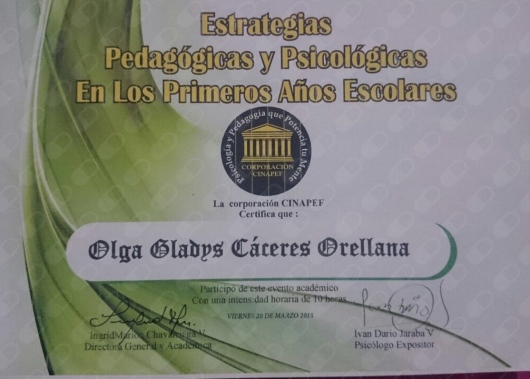 Estrategias
Pedagógicas y Psicológicas
En Los Primeros Años Escolares
Psicología y Pedagogía que Potencia tu Mente
CORPORACIÓN
CINAPEF
La corporación CINAPEF
Certifica que :
Olga Gladys Cáceres Orellana
Participó de este evento académico
Con una intensidad horaria de 10 horas
VIERNES 20 DE MARZO 2015
Directora General y Académica
Ivan Dario Jaraba V
Psicólogo Expositor